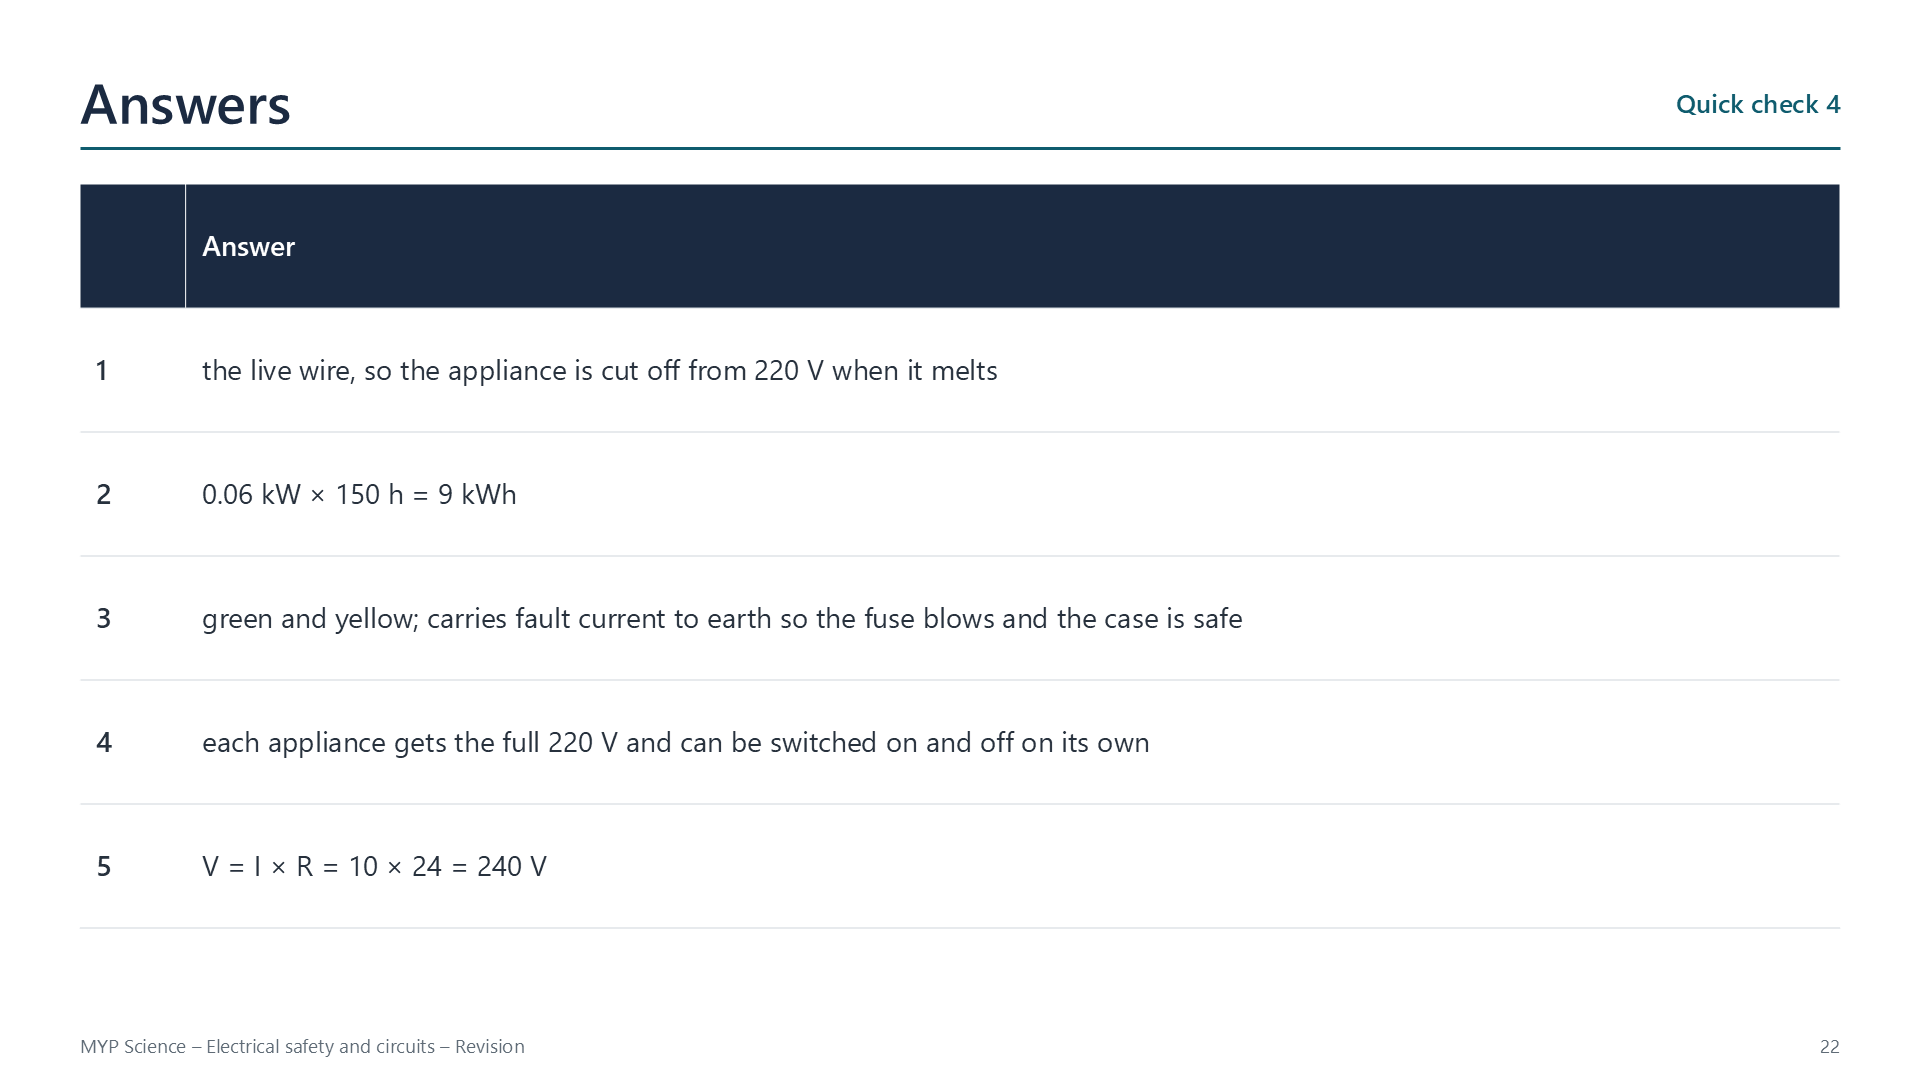 Answers
Quick check 4
Answer
1 the live wire, so the appliance is cut off from 220 V when it melts
2 0.06 kW × 150 h = 9 kWh
3 green and yellow; carries fault current to earth so the fuse blows and the case is safe
4 each appliance gets the full 220 V and can be switched on and off on its own
5 V = I × R = 10 × 24 = 240 V
MYP Science – Electrical safety and circuits – Revision
22